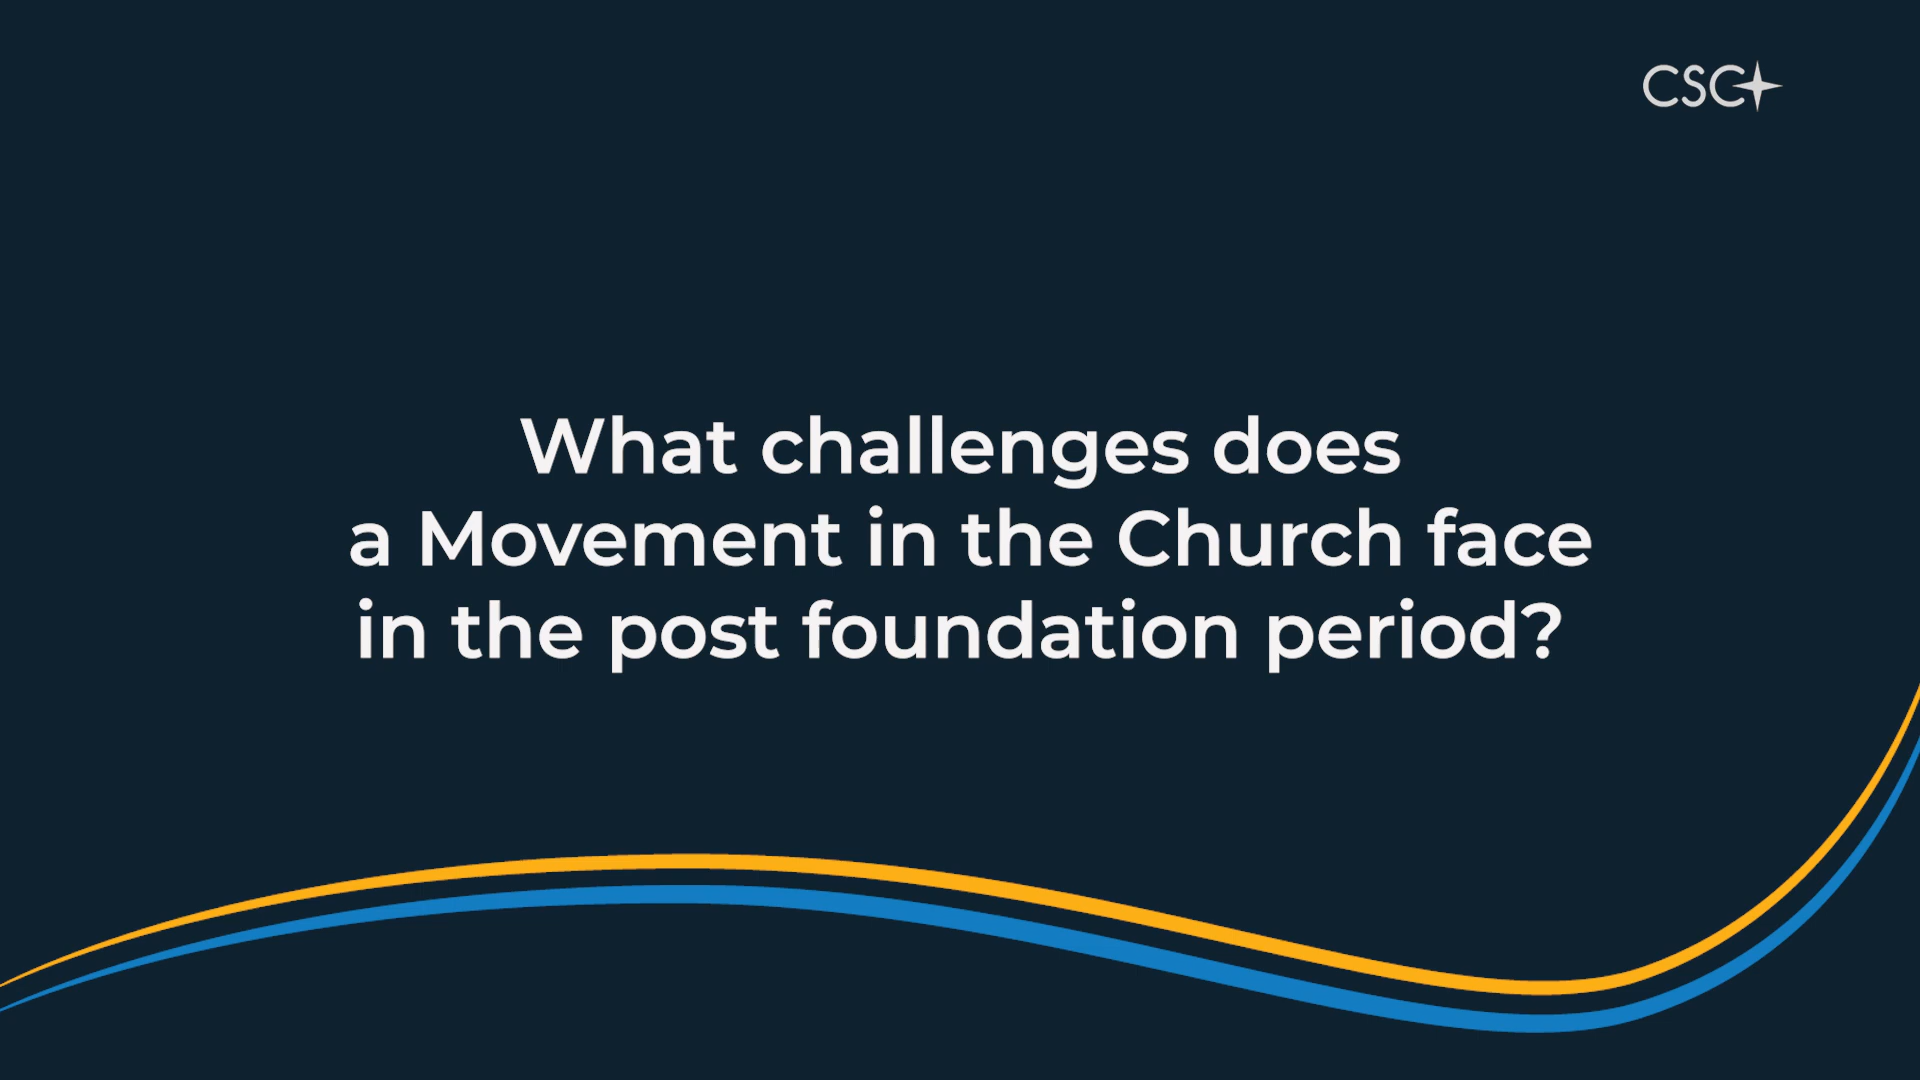 CSC
What challenges does
a Movement in the Church face
in the post foundation period?